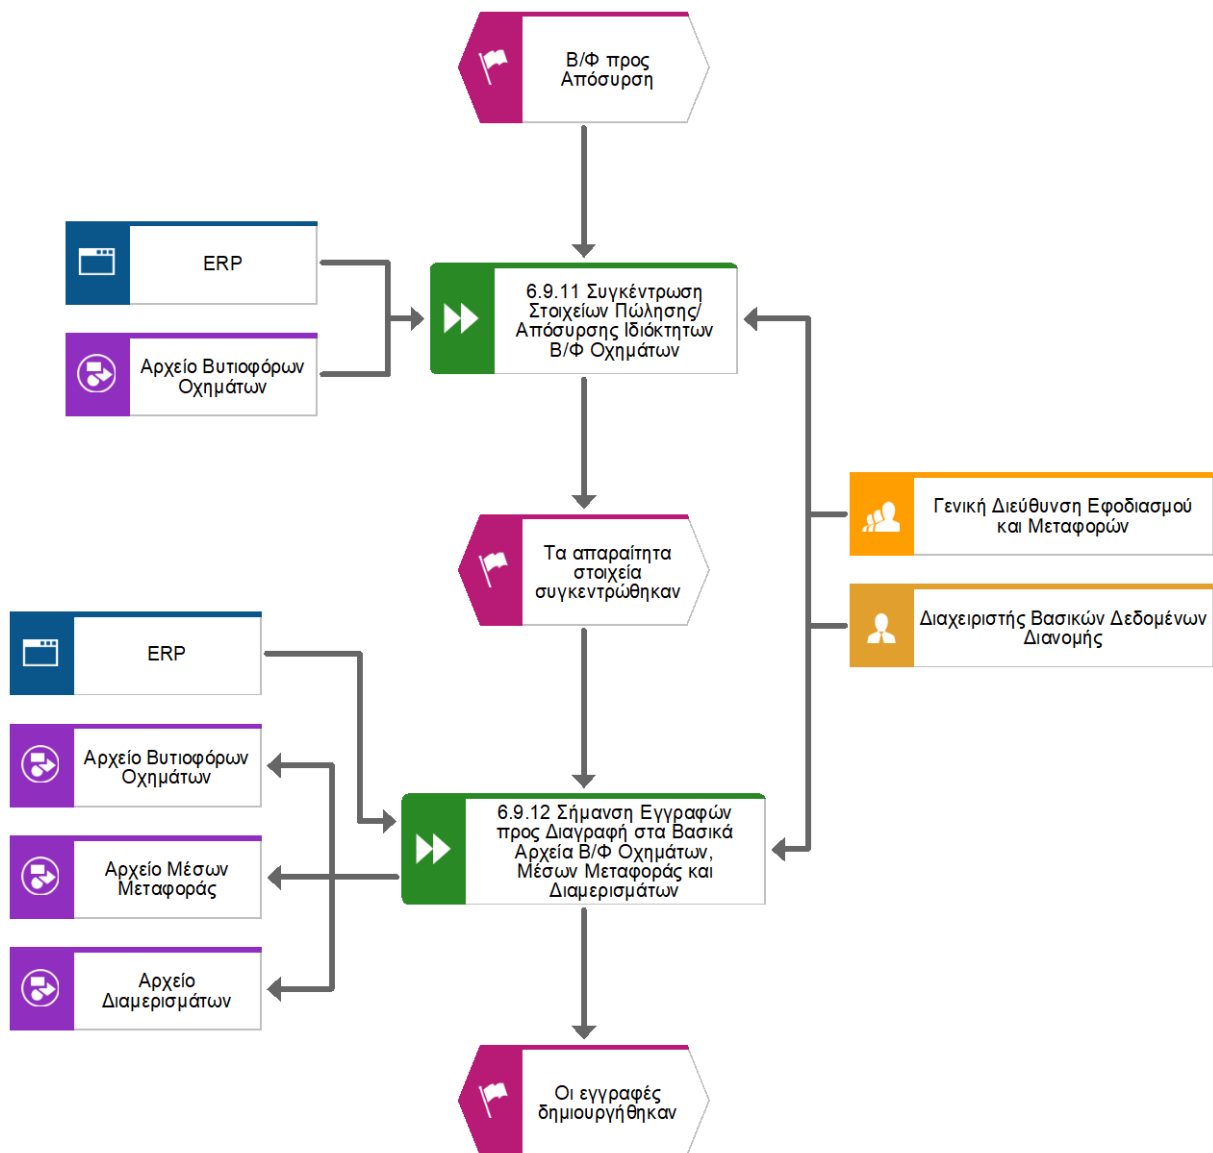 Β/Φ προς
Απόσυρση
ERP
Αρχείο Βυτιοφόρων
Οχημάτων
6.9.11 Συγκέντρωση
Στοιχείων Πώλησης/
Απόσυρσης Ιδιόκτητων
Β/Φ Οχημάτων
Γενική Διεύθυνση Εφοδιασμού
και Μεταφορών
Τα απαραίτητα
στοιχεία
συγκεντρώθηκαν
Διαχειριστής Βασικών Δεδομένων
Διανομής
ERP
Αρχείο Βυτιοφόρων
Οχημάτων
6.9.12 Σήμανση Εγγραφών
προς Διαγραφή στα Βασικά
Αρχεία Β/Φ Οχημάτων,
Μέσων Μεταφοράς και
Διαμερισμάτων
Αρχείο Μέσων
Μεταφοράς
Αρχείο
Διαμερισμάτων
Οι εγγραφές
δημιουργήθηκαν